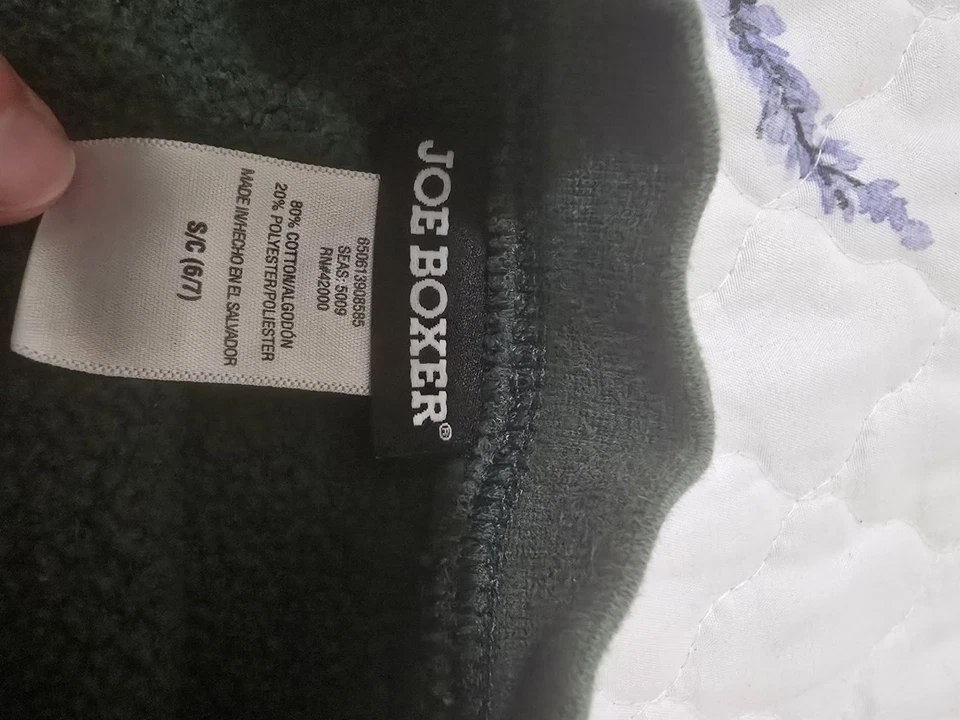 JOE BOXER®
650613908585
SEAS: 5009
RN#42000
80% COTTON/ALGODÓN
20% POLYESTER/POLIESTER
MADE IN/HECHO EN EL SALVADOR
S/C (6/7)